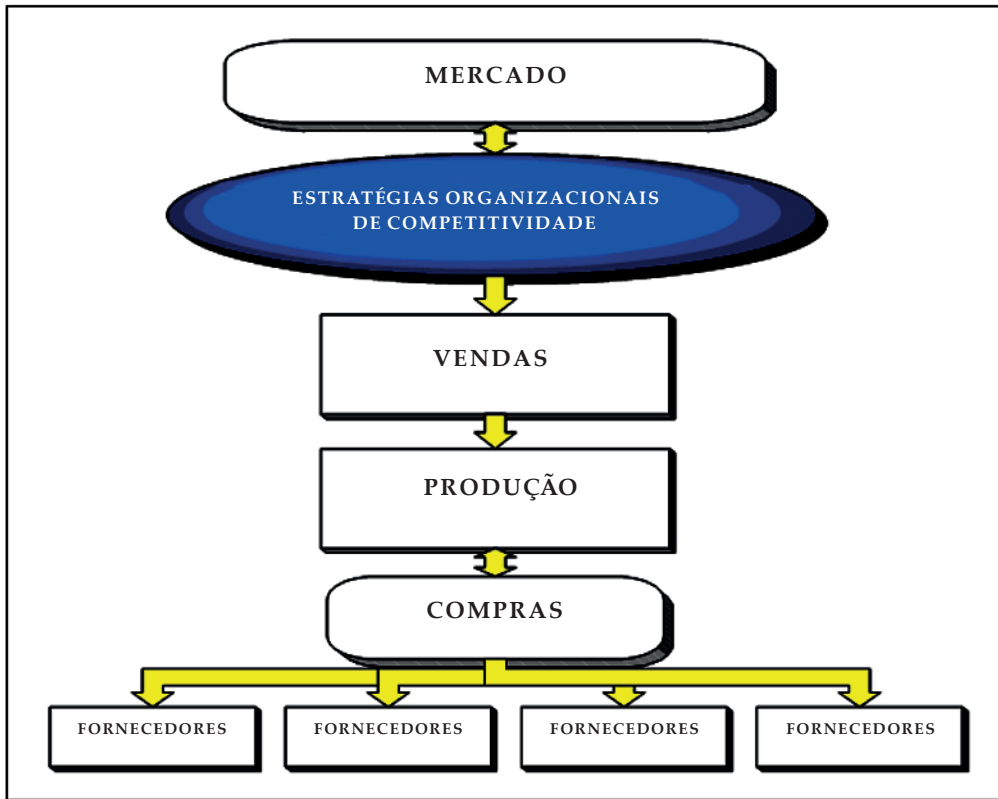 MERCADO
ESTRATÉGIAS ORGANIZACIONAIS
DE COMPETITIVIDADE
VENDAS
PRODUÇÃO
COMPRAS
FORNECEDORES
FORNECEDORES
FORNECEDORES
FORNECEDORES